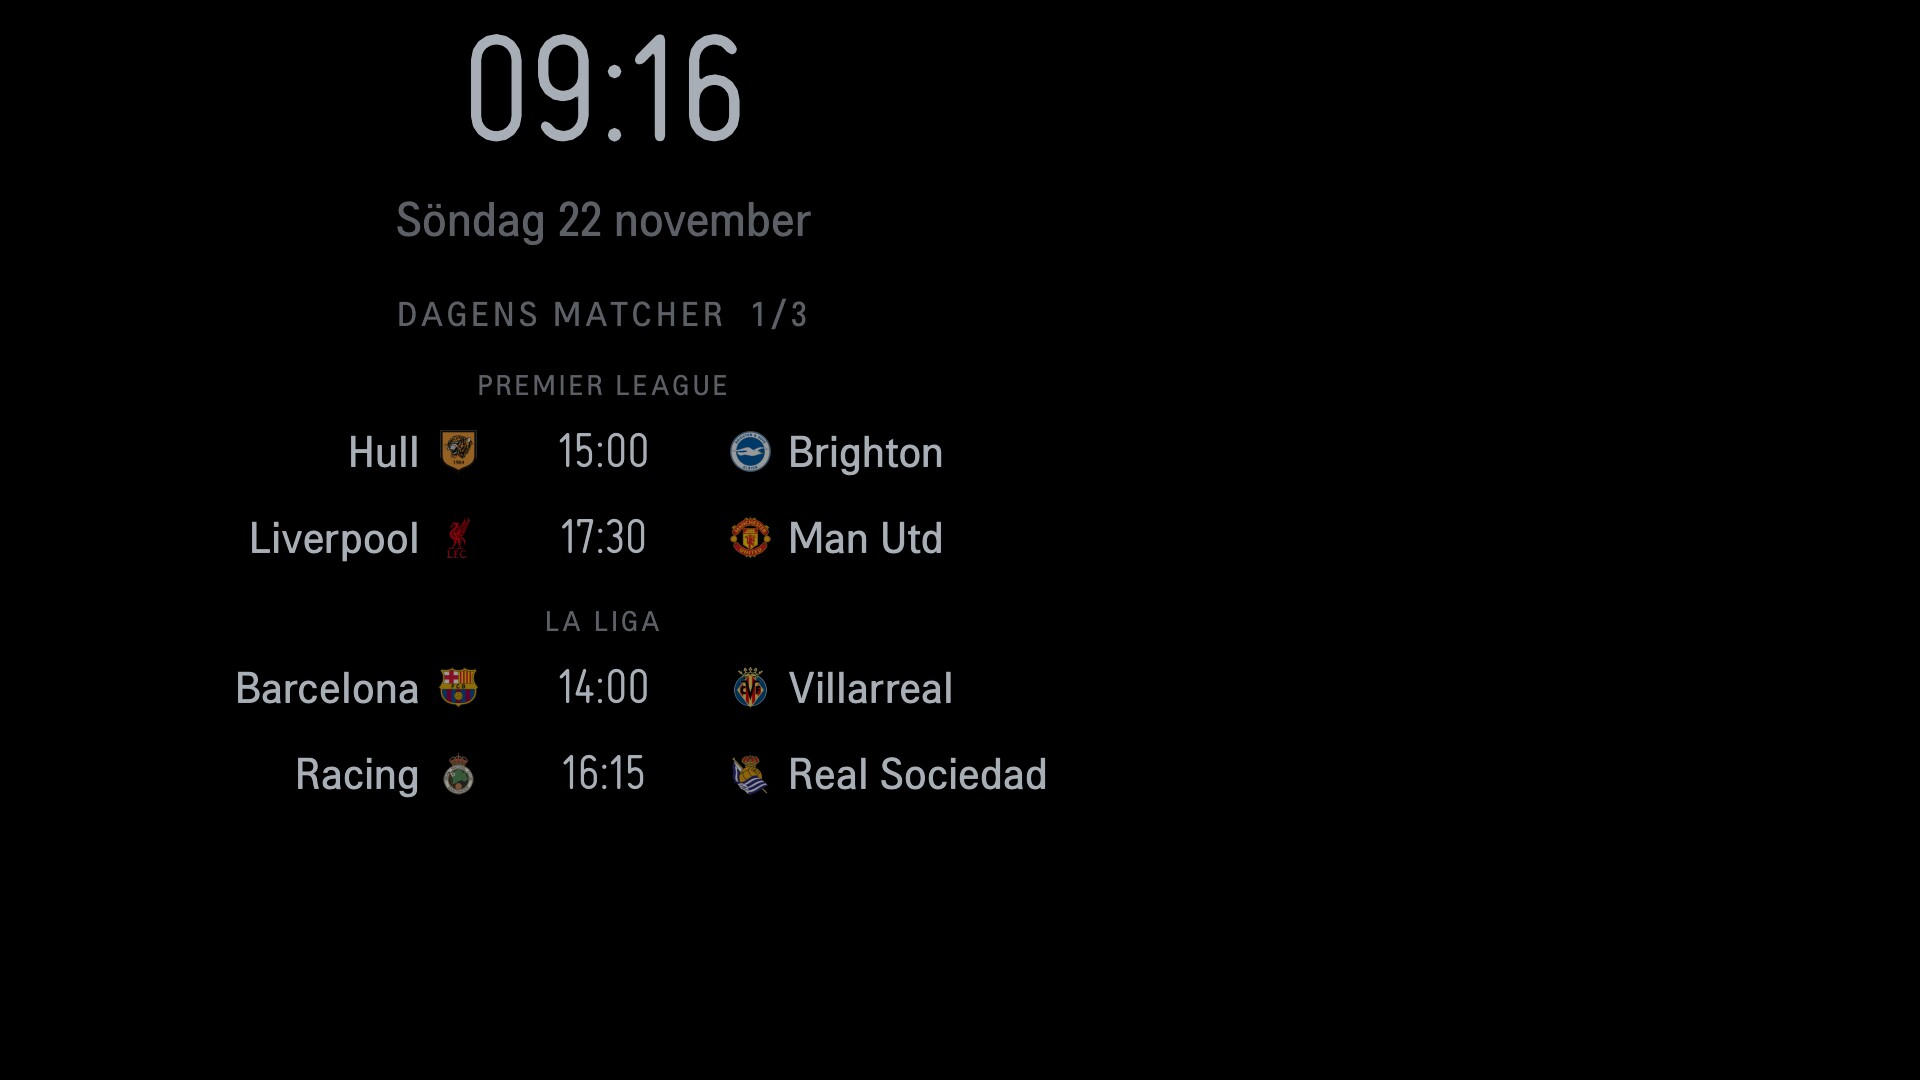 09:16
Söndag 22 november
DAGENS MATCHER 1/3
PREMIER LEAGUE
Hull 15:00 Brighton
Liverpool LFC 17:30 Man Utd
LA LIGA
Barcelona 14:00 Villarreal
Racing 16:15 Real Sociedad